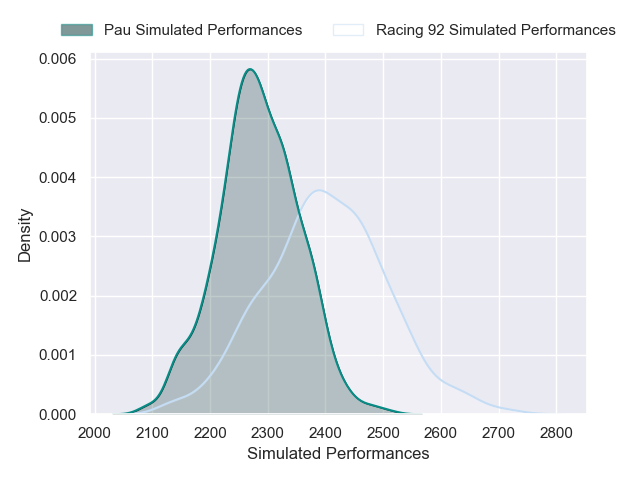 Pau Simulated Performances Racing 92 Simulated Performances
0.006
0.005
0.004
0.003
0.002
0.001
0.000
Density
2000 2100 2200 2300 2400 2500 2600 2700 2800
Simulated Performances